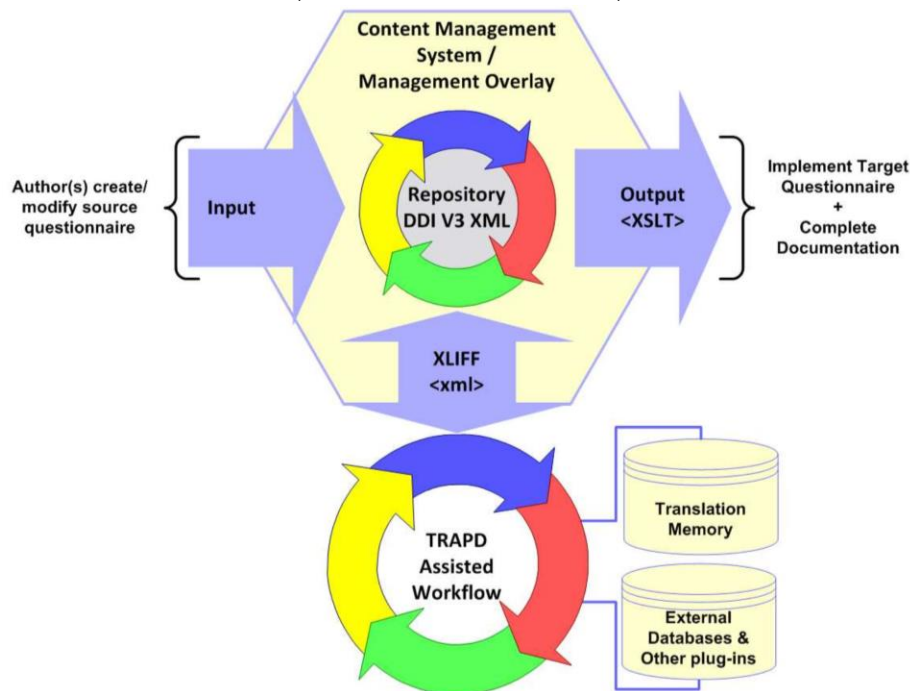 Content Management
System /
Management Overlay
Author(s) create/
modify source
questionnaire
Input
Repository
DDI V3 XML
Output
<XSLT>
Implement Target
Questionnaire
+
Complete
Documentation
XLIFF
<xml>
TRAPD
Assisted
Workflow
Translation
Memory
External
Databases &
Other plug-ins